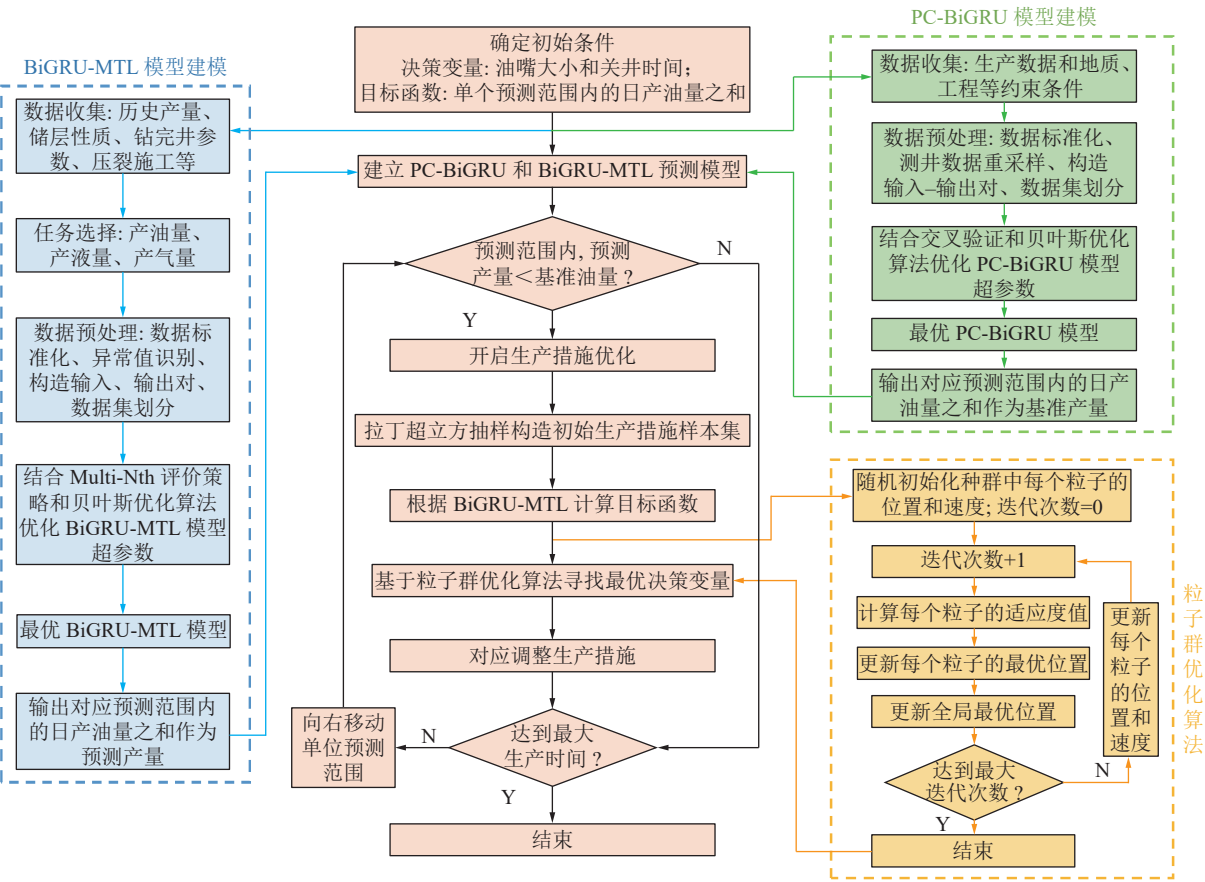 BiGRU-MTL 模型建模
数据收集: 历史产量、
储层性质、钻完井参
数、压裂施工等
任务选择: 产油量、
产液量、产气量
数据预处理: 数据标
准化、异常值识别、
构造输入、输出对、
数据集划分
结合 Multi-Nth 评价策
略和贝叶斯优化算法
优化 BiGRU-MTL 模型
超参数
最优 BiGRU-MTL 模型
输出对应预测范围内
的日产油量之和作为
预测产量
确定初始条件
决策变量: 油嘴大小和关井时间；
目标函数: 单个预测范围内的日产油量之和
建立 PC-BiGRU 和 BiGRU-MTL 预测模型
预测范围内, 预测
产量＜基准油量？
N
Y
开启生产措施优化
拉丁超立方抽样构造初始生产措施样本集
根据 BiGRU-MTL 计算目标函数
基于粒子群优化算法寻找最优决策变量
对应调整生产措施
达到最大
生产时间？
N
向右移动
单位预测
范围
Y
结束
PC-BiGRU 模型建模
数据收集: 生产数据和地质、
工程等约束条件
数据预处理: 数据标准化、
测井数据重采样、构造
输入–输出对、数据集划分
结合交叉验证和贝叶斯优化
算法优化 PC-BiGRU 模型
超参数
最优 PC-BiGRU 模型
输出对应预测范围内的日产
油量之和作为基准产量
随机初始化种群中每个粒子的
位置和速度; 迭代次数=0
迭代次数+1
计算每个粒子的适应度值
更新每个粒子的最优位置
更新全局最优位置
达到最大
迭代次数？
N
更新
每个
粒子
的位
置和
速度
Y
结束
粒子群优化算法